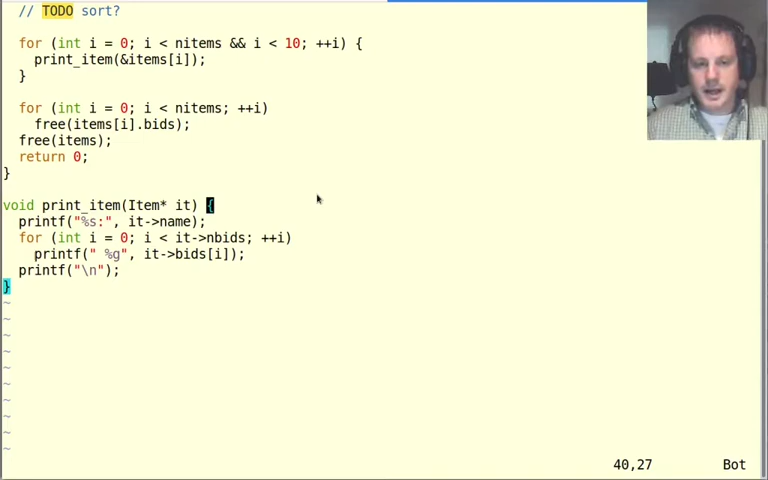 // TODO sort?
for (int i = 0; i < nitems && i < 10; ++i) {
print_item(&items[i]);
}
for (int i = 0; i < nitems; ++i)
free(items[i].bids);
free(items);
return 0;
}
void print_item(Item* it) {
printf("%s:", it->name);
for (int i = 0; i < it->nbids; ++i)
printf(" %g", it->bids[i]);
printf("\n");
}
~
~
~
~
~
~
~
~
~
~
40,27 Bot